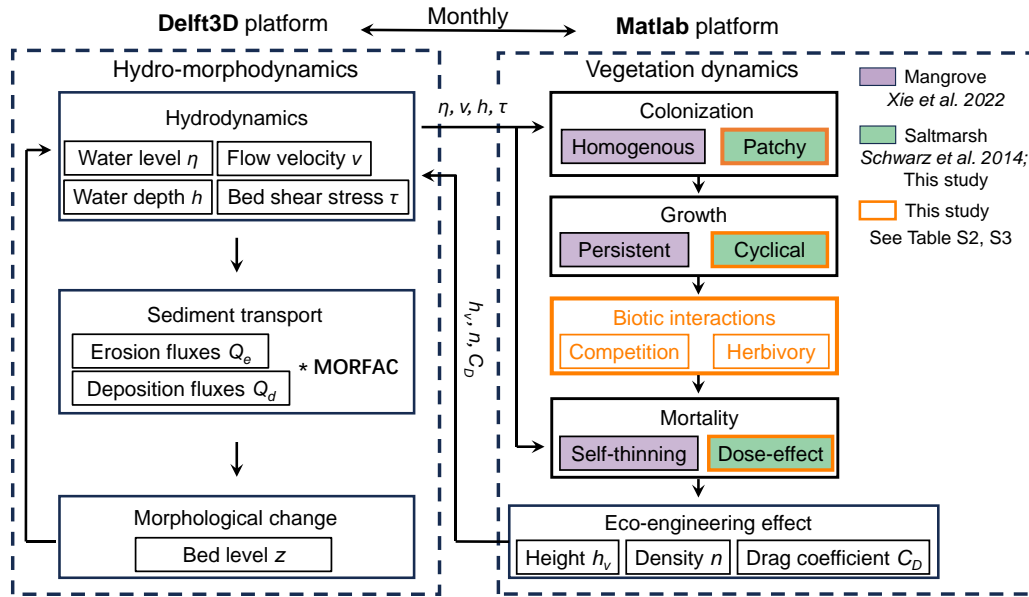 Delft3D platform
Monthly
Matlab platform
Hydro-morphodynamics
Hydrodynamics
Water level η
Flow velocity v
Water depth h
Bed shear stress τ
Sediment transport
Erosion fluxes Qe
Deposition fluxes Qd
* MORFAC
Morphological change
Bed level z
η, v, h, τ
hv, n, CD
Vegetation dynamics
Colonization
Homogenous
Patchy
Growth
Persistent
Cyclical
Biotic interactions
Competition
Herbivory
Mortality
Self-thinning
Dose-effect
Eco-engineering effect
Height hv
Density n
Drag coefficient CD
Mangrove
Xie et al. 2022
Saltmarsh
Schwarz et al. 2014;
This study
This study
See Table S2, S3